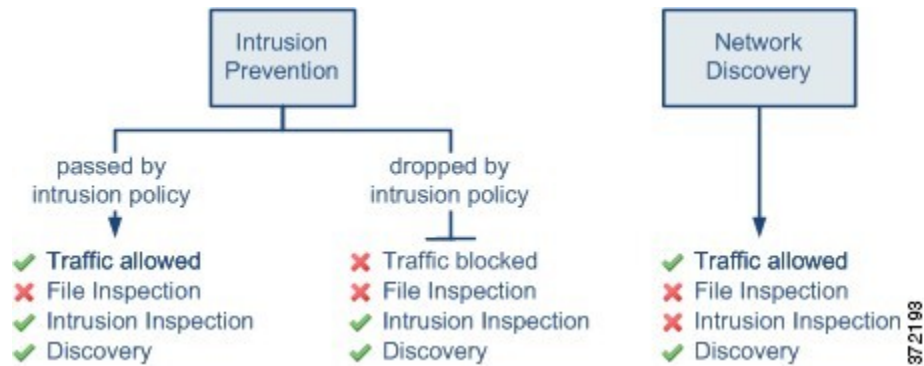 Intrusion
Prevention
Network
Discovery
passed by
intrusion policy
dropped by
intrusion policy
Traffic allowed
File Inspection
Intrusion Inspection
Discovery
Traffic blocked
File Inspection
Intrusion Inspection
Discovery
Traffic allowed
File Inspection
Intrusion Inspection
Discovery
372193